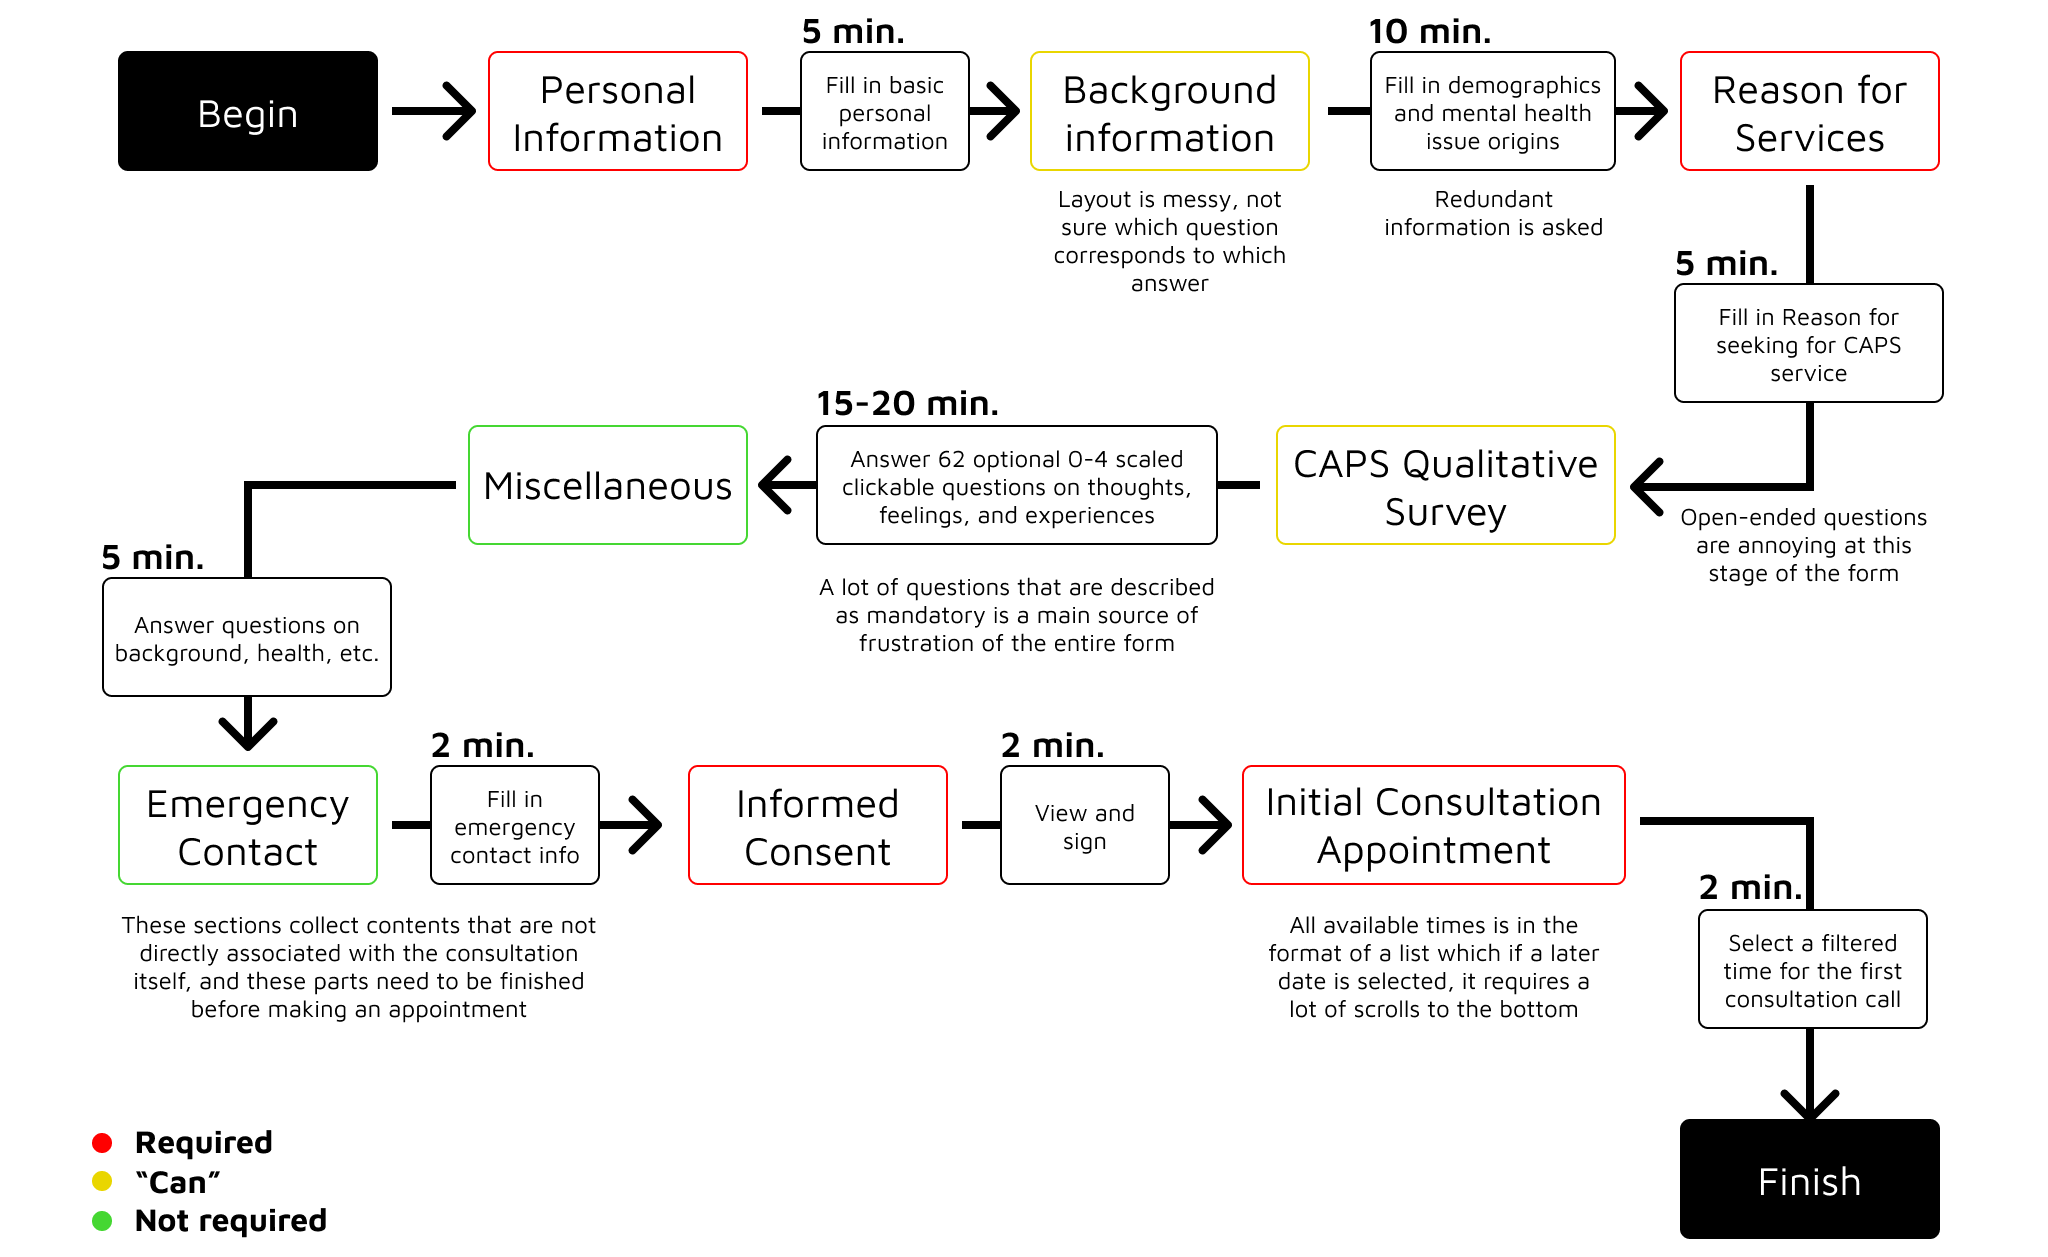 Begin
Personal
Information
5 min.
Fill in basic
personal
information
Background
information
Layout is messy, not
sure which question
corresponds to which
answer
10 min.
Fill in demographics
and mental health
issue origins
Redundant
information is asked
Reason for
Services
5 min.
Fill in Reason for
seeking for CAPS
service
Open-ended questions
are annoying at this
stage of the form
CAPS Qualitative
Survey
15-20 min.
Answer 62 optional 0-4 scaled
clickable questions on thoughts,
feelings, and experiences
A lot of questions that are described
as mandatory is a main source of
frustration of the entire form
Miscellaneous
5 min.
Answer questions on
background, health, etc.
Emergency
Contact
These sections collect contents that are not
directly associated with the consultation
itself, and these parts need to be finished
before making an appointment
2 min.
Fill in
emergency
contact info
Informed
Consent
2 min.
View and
sign
Initial Consultation
Appointment
All available times is in the
format of a list which if a later
date is selected, it requires a
lot of scrolls to the bottom
2 min.
Select a filtered
time for the first
consultation call
Finish
Required
“Can”
Not required